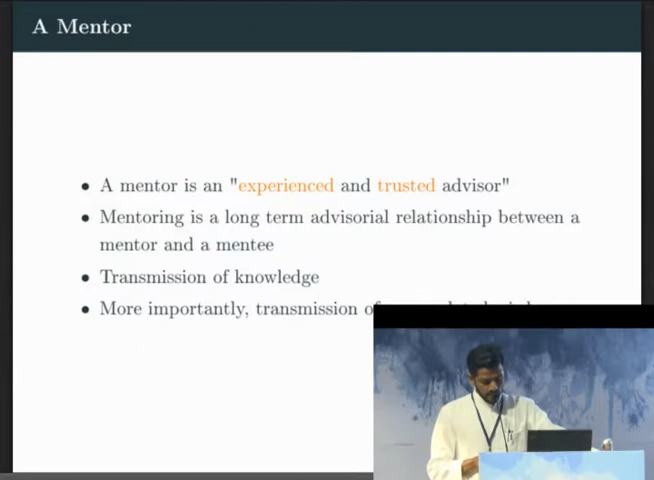 A Mentor
• A mentor is an "experienced and trusted advisor"
• Mentoring is a long term advisorial relationship between a
mentor and a mentee
• Transmission of knowledge
• More importantly, transmission of